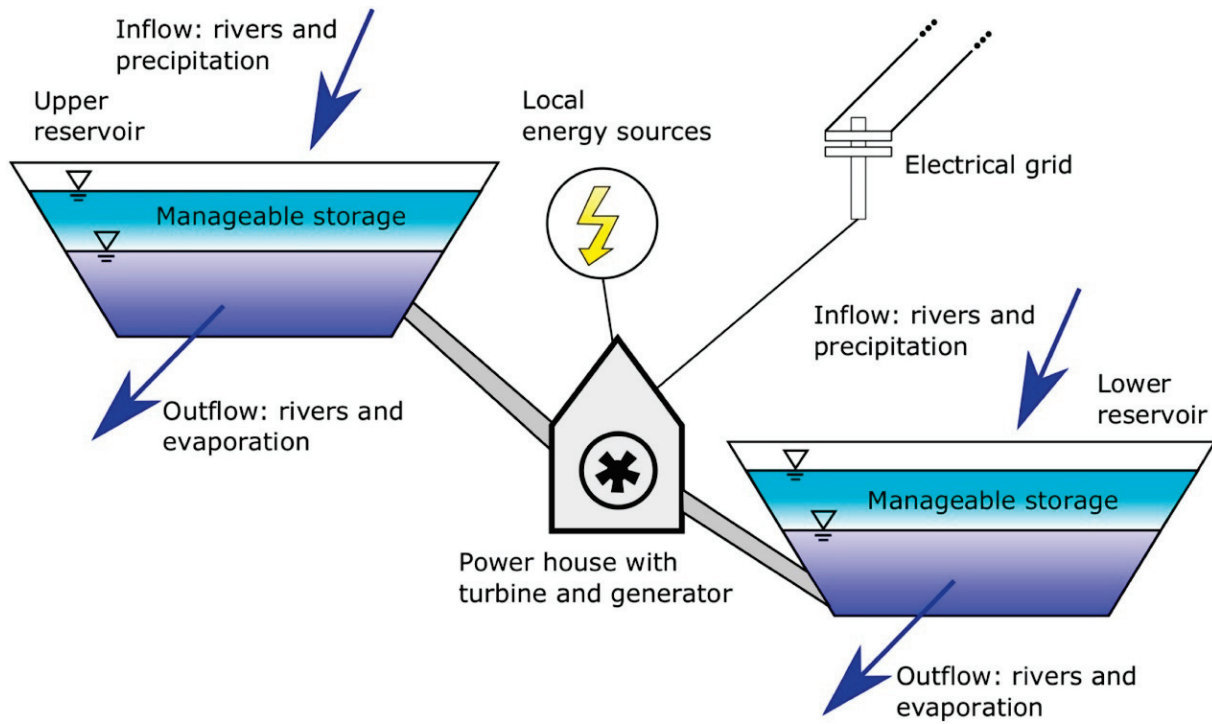 Inflow: rivers and
precipitation
Upper
reservoir
Manageable storage
Outflow: rivers and
evaporation
Local
energy sources
Electrical grid
Power house with
turbine and generator
Inflow: rivers and
precipitation
Lower
reservoir
Manageable storage
Outflow: rivers and
evaporation